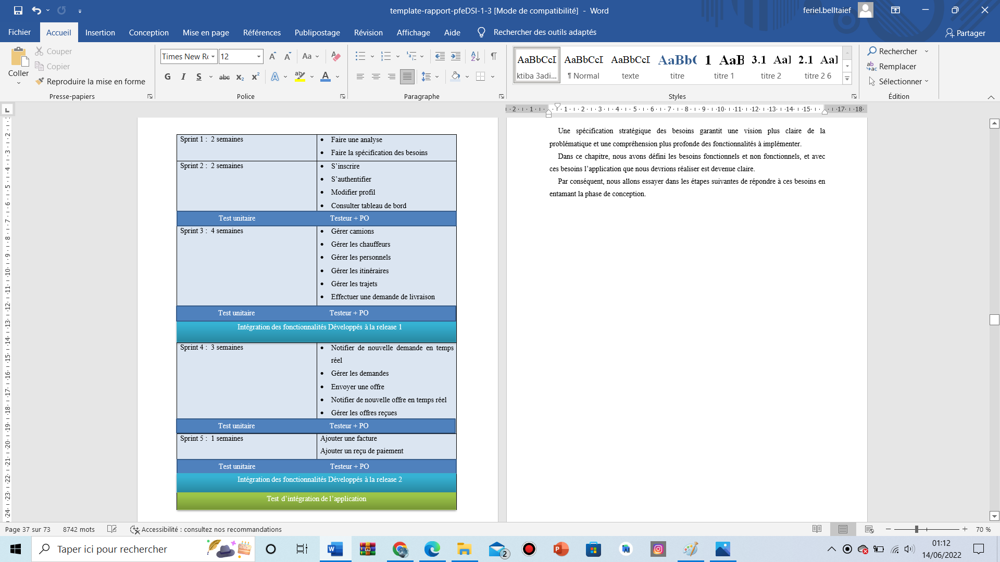 template-rapport-pfeDSI-1-3 [Mode de compatibilité] - Word
feriel.belltaief
Fichier
Accueil
Insertion
Conception
Mise en page
Références
Publipostage
Révision
Affichage
Aide
Rechercher des outils adaptés
Partager
Coller
Couper
Copier
Reproduire la mise en forme
Presse-papiers
Times New Ro
12
Aa
G I S abc x₂ x²
Police
Paragraphe
AaBbCcI
ktiba 3adi...
AaBbCcI
¶ Normal
AaBbCcI
texte
AaBb(
titre
1 AaB
titre 1
3.1 AaI
titre 2
2.1 AaI
titre 2 6
Styles
Rechercher
Remplacer
Sélectionner
Édition
Sprint 1 : 2 semaines
• Faire une analyse
• Faire la spécification des besoins
Sprint 2 : 2 semaines
• S’inscrire
• S’authentifier
• Modifier profil
• Consulter tableau de bord
Test unitaire Testeur + PO
Sprint 3 : 4 semaines
• Gérer camions
• Gérer les chauffeurs
• Gérer les personnels
• Gérer les itinéraires
• Gérer les trajets
• Effectuer une demande de livraison
Test unitaire Testeur + PO
Intégration des fonctionnalités Développés à la release 1
Sprint 4 : 3 semaines
• Notifier de nouvelle demande en temps
réel
• Gérer les demandes
• Envoyer une offre
• Notifier de nouvelle offre en temps réel
• Gérer les offres reçues
Test unitaire Testeur + PO
Sprint 5 : 1 semaines
Ajouter une facture
Ajouter un reçu de paiement
Test unitaire Testeur + PO
Intégration des fonctionnalités Développés à la release 2
Test d’intégration de l’application
Une spécification stratégique des besoins garantit une vision plus claire de la
problématique et une compréhension plus profonde des fonctionnalités à implémenter.
Dans ce chapitre, nous avons défini les besoins fonctionnels et non fonctionnels, et avec
ces besoins l’application que nous devrions réaliser est devenue claire.
Par conséquent, nous allons essayer dans les étapes suivantes de répondre à ces besoins en
entamant la phase de conception.
Page 37 sur 73
8742 mots
Accessibilité : consultez nos recommandations
70 %
Taper ici pour rechercher
2
01:12
14/06/2022